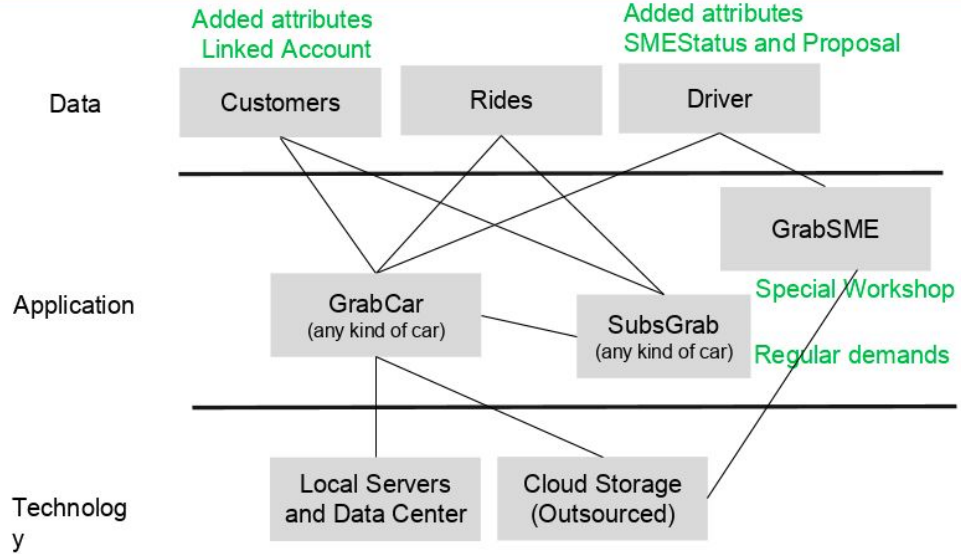 Added attributes
Linked Account
Added attributes
SMEStatus and Proposal
Data
Customers
Rides
Driver
GrabSME
Application
GrabCar
(any kind of car)
SubsGrab
(any kind of car)
Special Workshop
Regular demands
Technolog
y
Local Servers
and Data Center
Cloud Storage
(Outsourced)